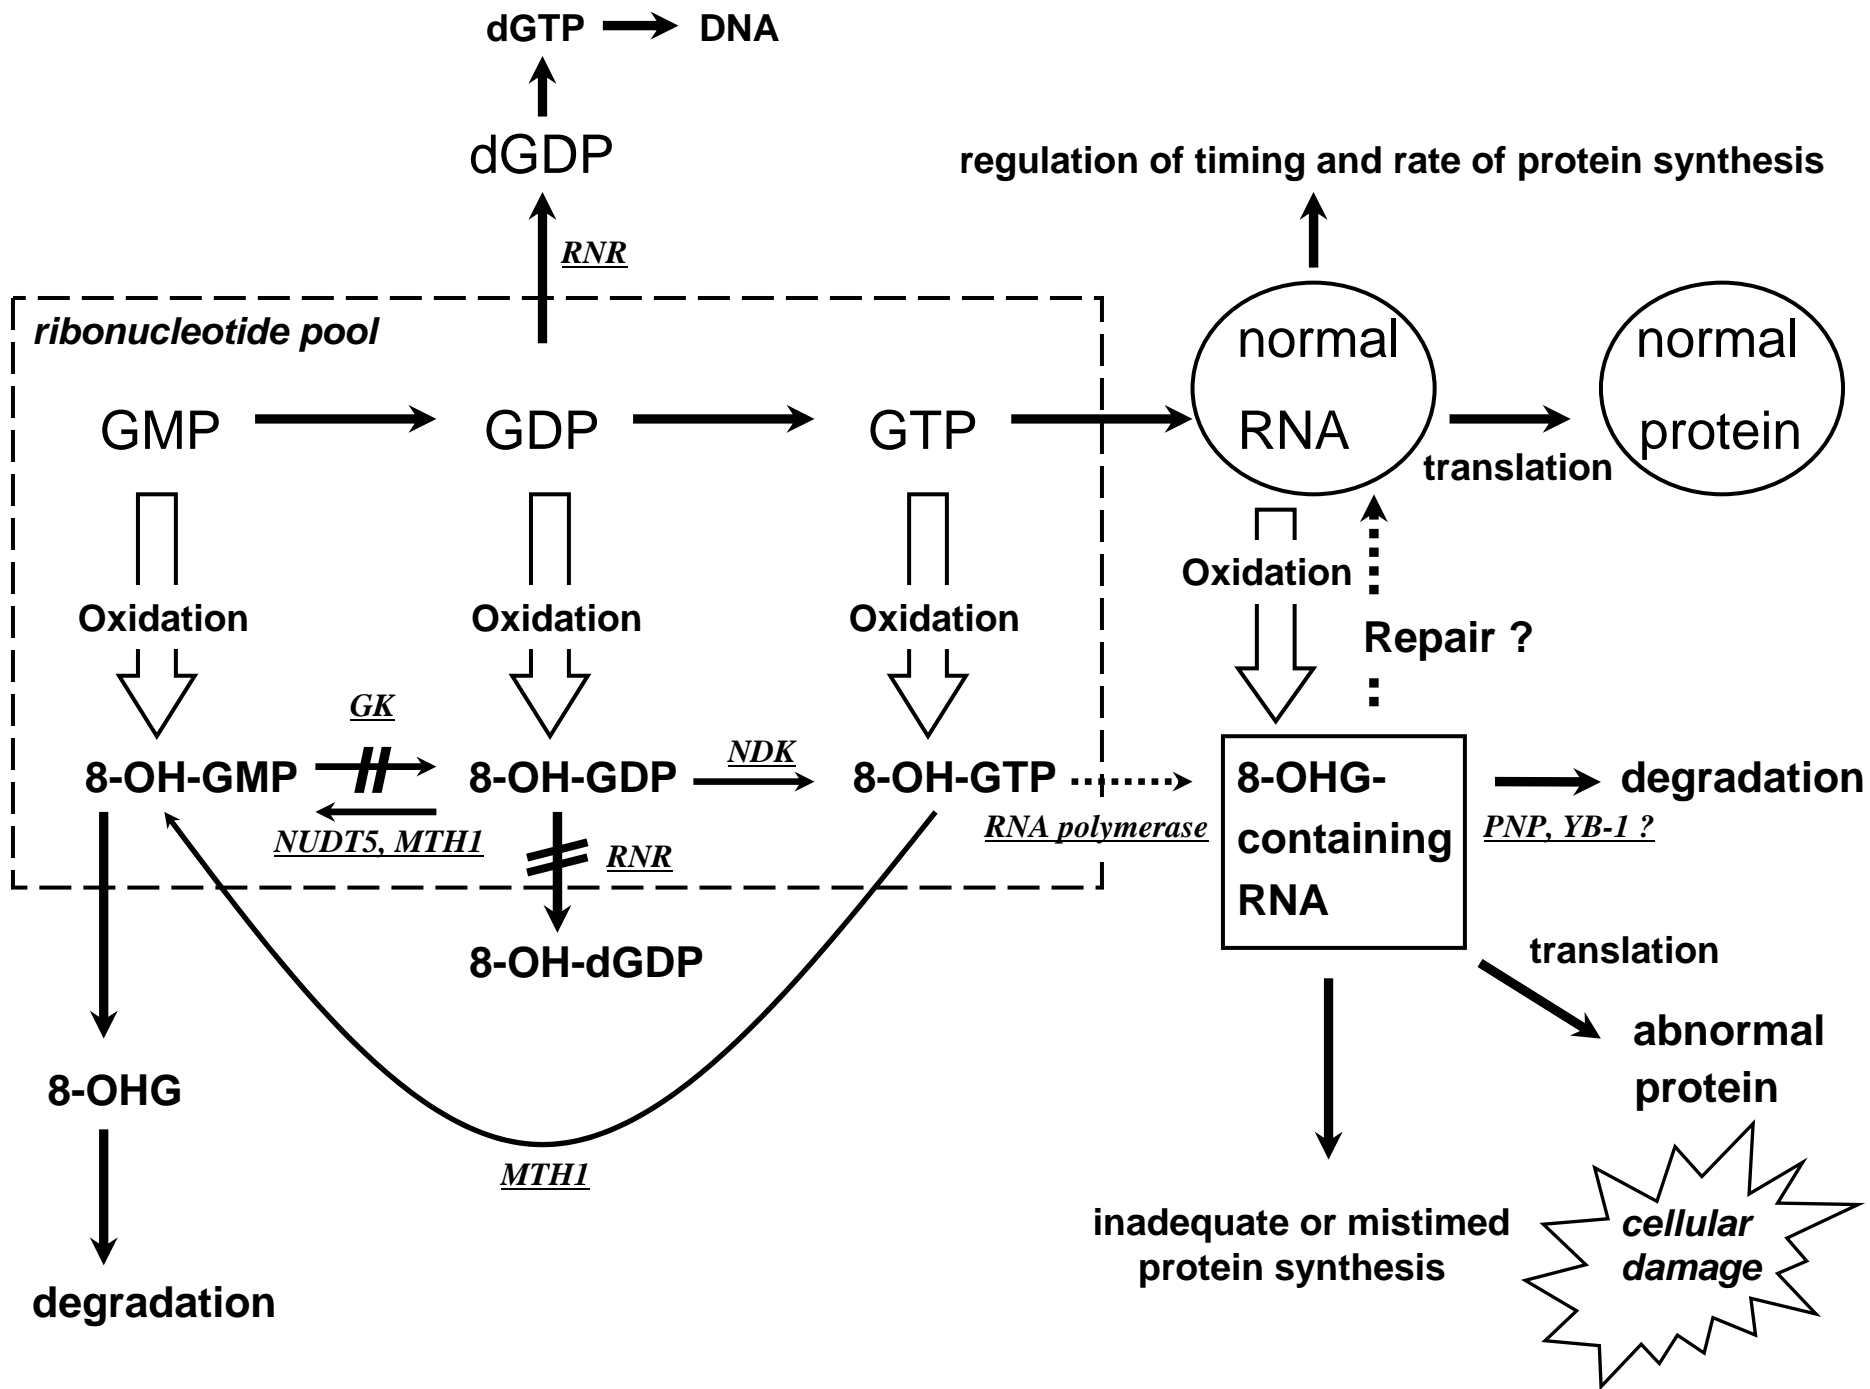 dGTP DNA
dGDP
regulation of timing and rate of protein synthesis
RNR
ribonucleotide pool
normal
RNA
normal
protein
GMP GDP GTP
translation
Oxidation Oxidation Oxidation
Oxidation
Repair ?
GK
NDK
8-OH-GMP 8-OH-GDP 8-OH-GTP
8-OHG-
containing
RNA
degradation
NUDT5, MTH1
RNR
RNA polymerase
PNP, YB-1 ?
8-OH-dGDP
translation
abnormal
protein
8-OHG
MTH1
inadequate or mistimed
protein synthesis
cellular
damage
degradation